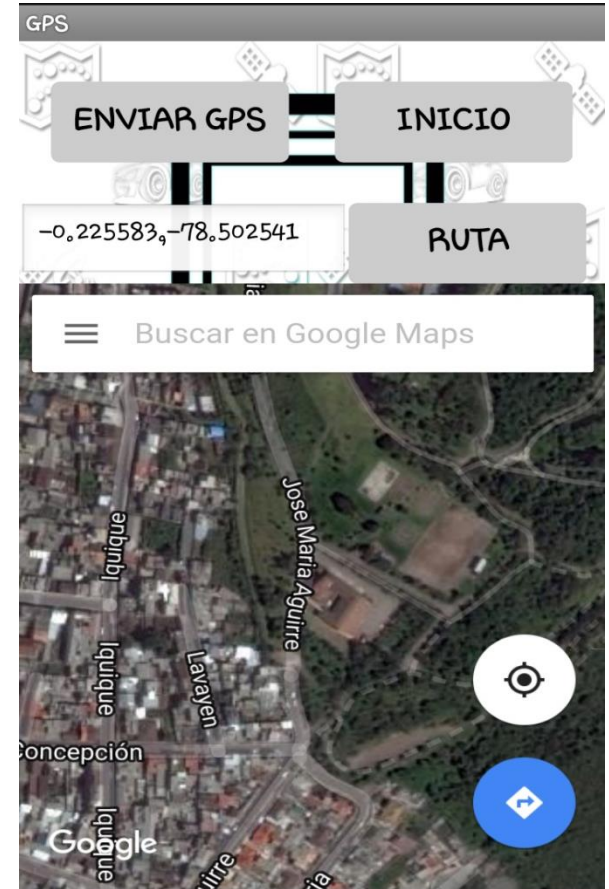 GPS
ENVIAR GPS
INICIO
-0.225583,-78.502541
RUTA
Buscar en Google Maps
Jose Maria Aguirre
Iquique
Iquique
Lavayen
Concepción
Iquique
Google